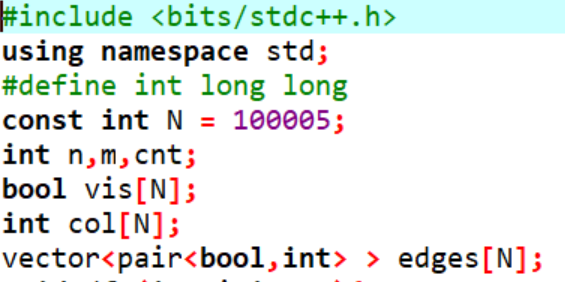 #include <bits/stdc++.h>
using namespace std;
#define int long long
const int N = 100005;
int n,m,cnt;
bool vis[N];
int col[N];
vector<pair<bool,int> > edges[N];